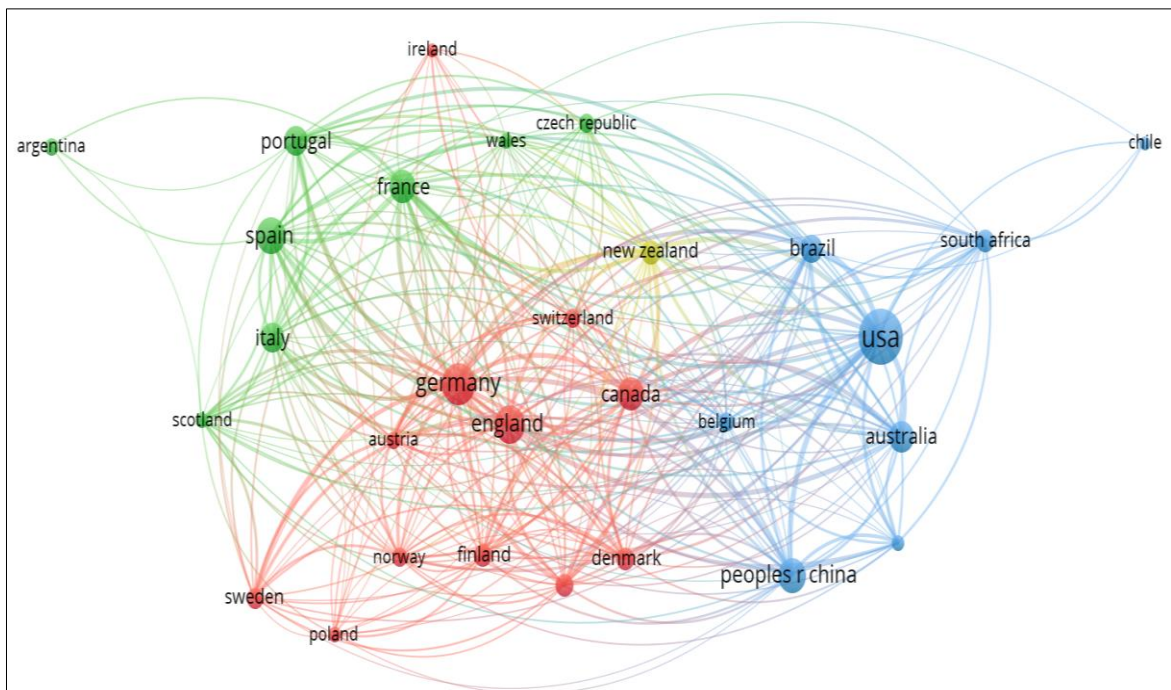 ireland
czech republic
portugal
wales
argentina
chile
france
spain
south africa
brazil
new zealand
switzerland
italy
usa
germany
canada
scotland
england
belgium
austria
australia
norway
finland
denmark
peoples r china
sweden
poland